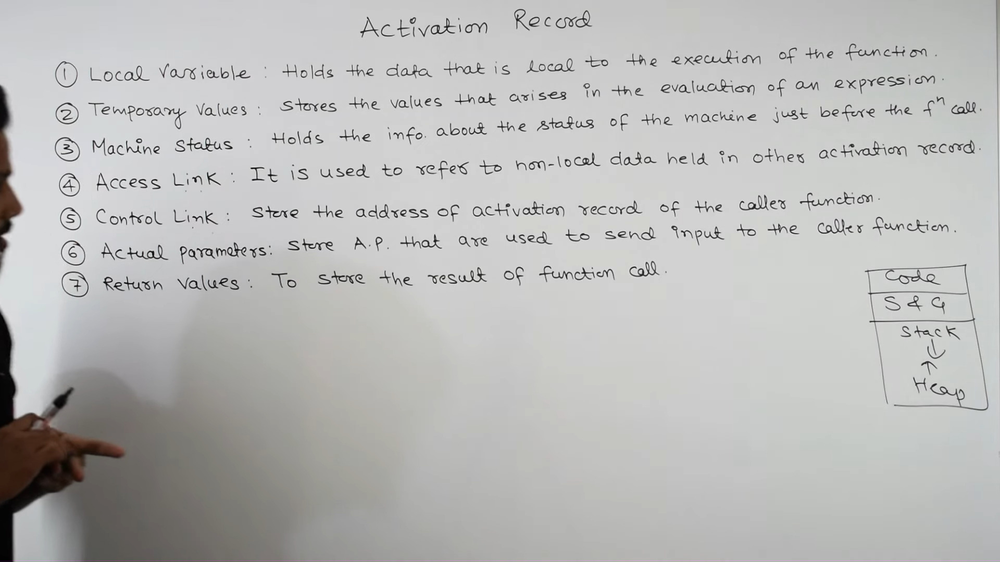 Activation Record
① Local Variable : Holds the data that is local to the execution of the function.
② Temporary Values : Stores the values that arises in the evaluation of an expression.
③ Machine Status : Holds the info. about the status of the machine just before the fⁿ call.
④ Access Link : It is used to refer to non-local data held in other activation record.
⑤ Control Link : Store the address of activation record of the caller function.
⑥ Actual parameters : Store A.P. that are used to send input to the caller function.
⑦ Return Values : To store the result of function call.
Code
S & G
Stack
↓
↑
Heap